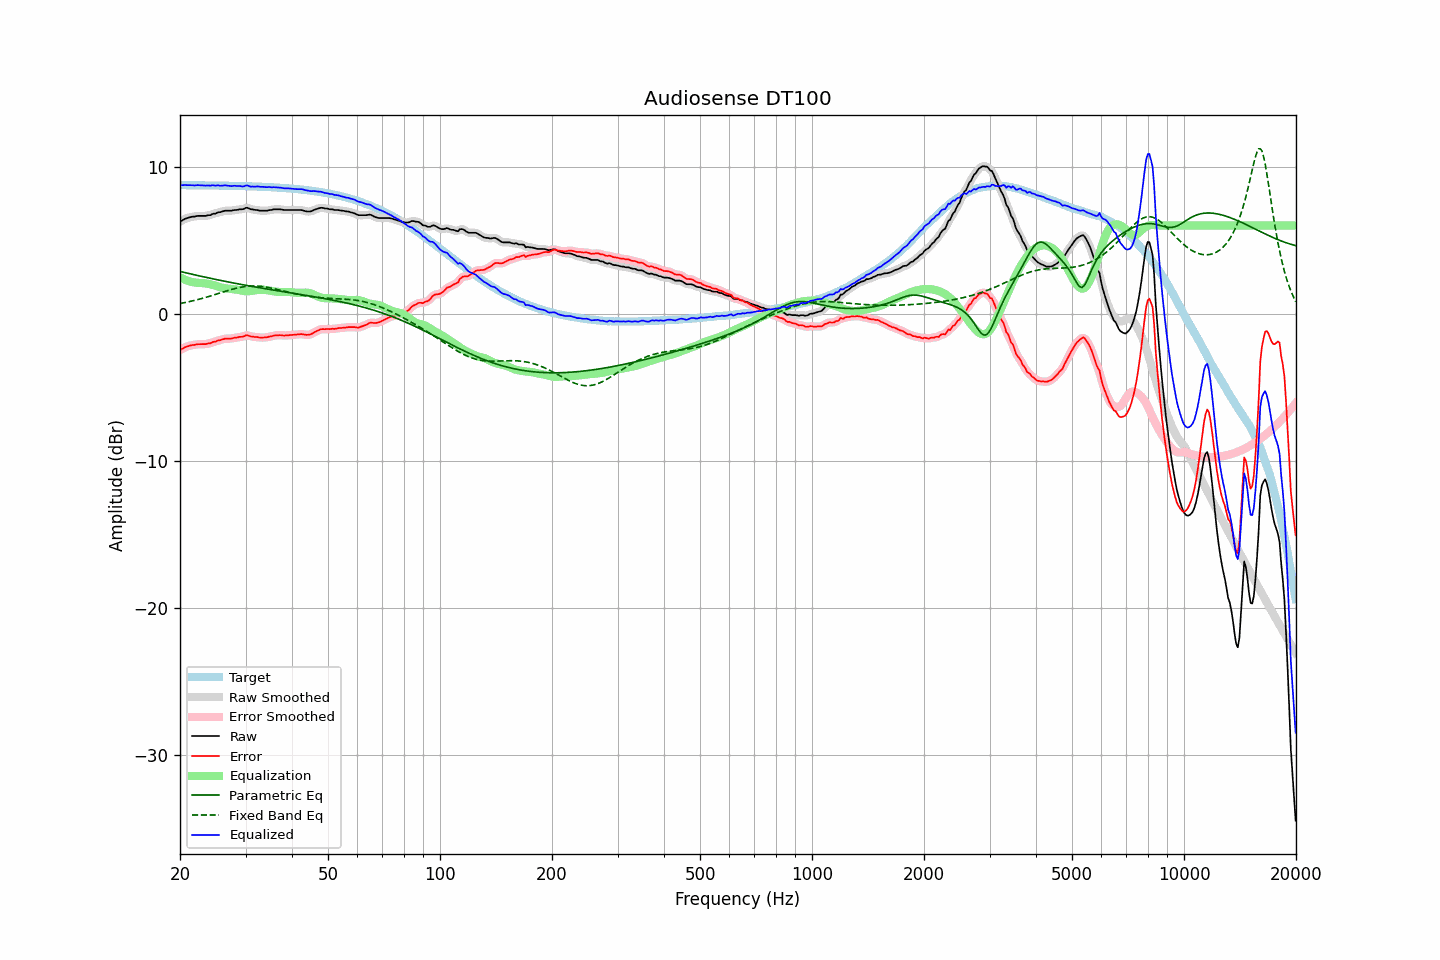 Audiosense DT100
10
0
−10
−20
−30
Amplitude (dBr)
20
50
100
200
500
1000
2000
5000
10000
20000
Frequency (Hz)
Target
Raw Smoothed
Error Smoothed
Raw
Error
Equalization
Parametric Eq
Fixed Band Eq
Equalized